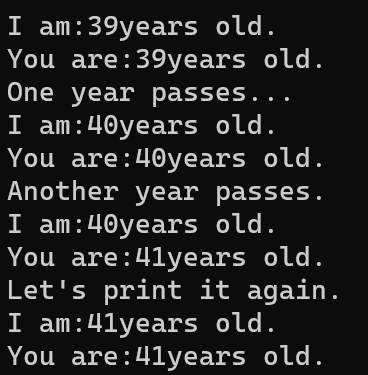 I am:39years old.
You are:39years old.
One year passes...
I am:40years old.
You are:40years old.
Another year passes.
I am:40years old.
You are:41years old.
Let's print it again.
I am:41years old.
You are:41years old.